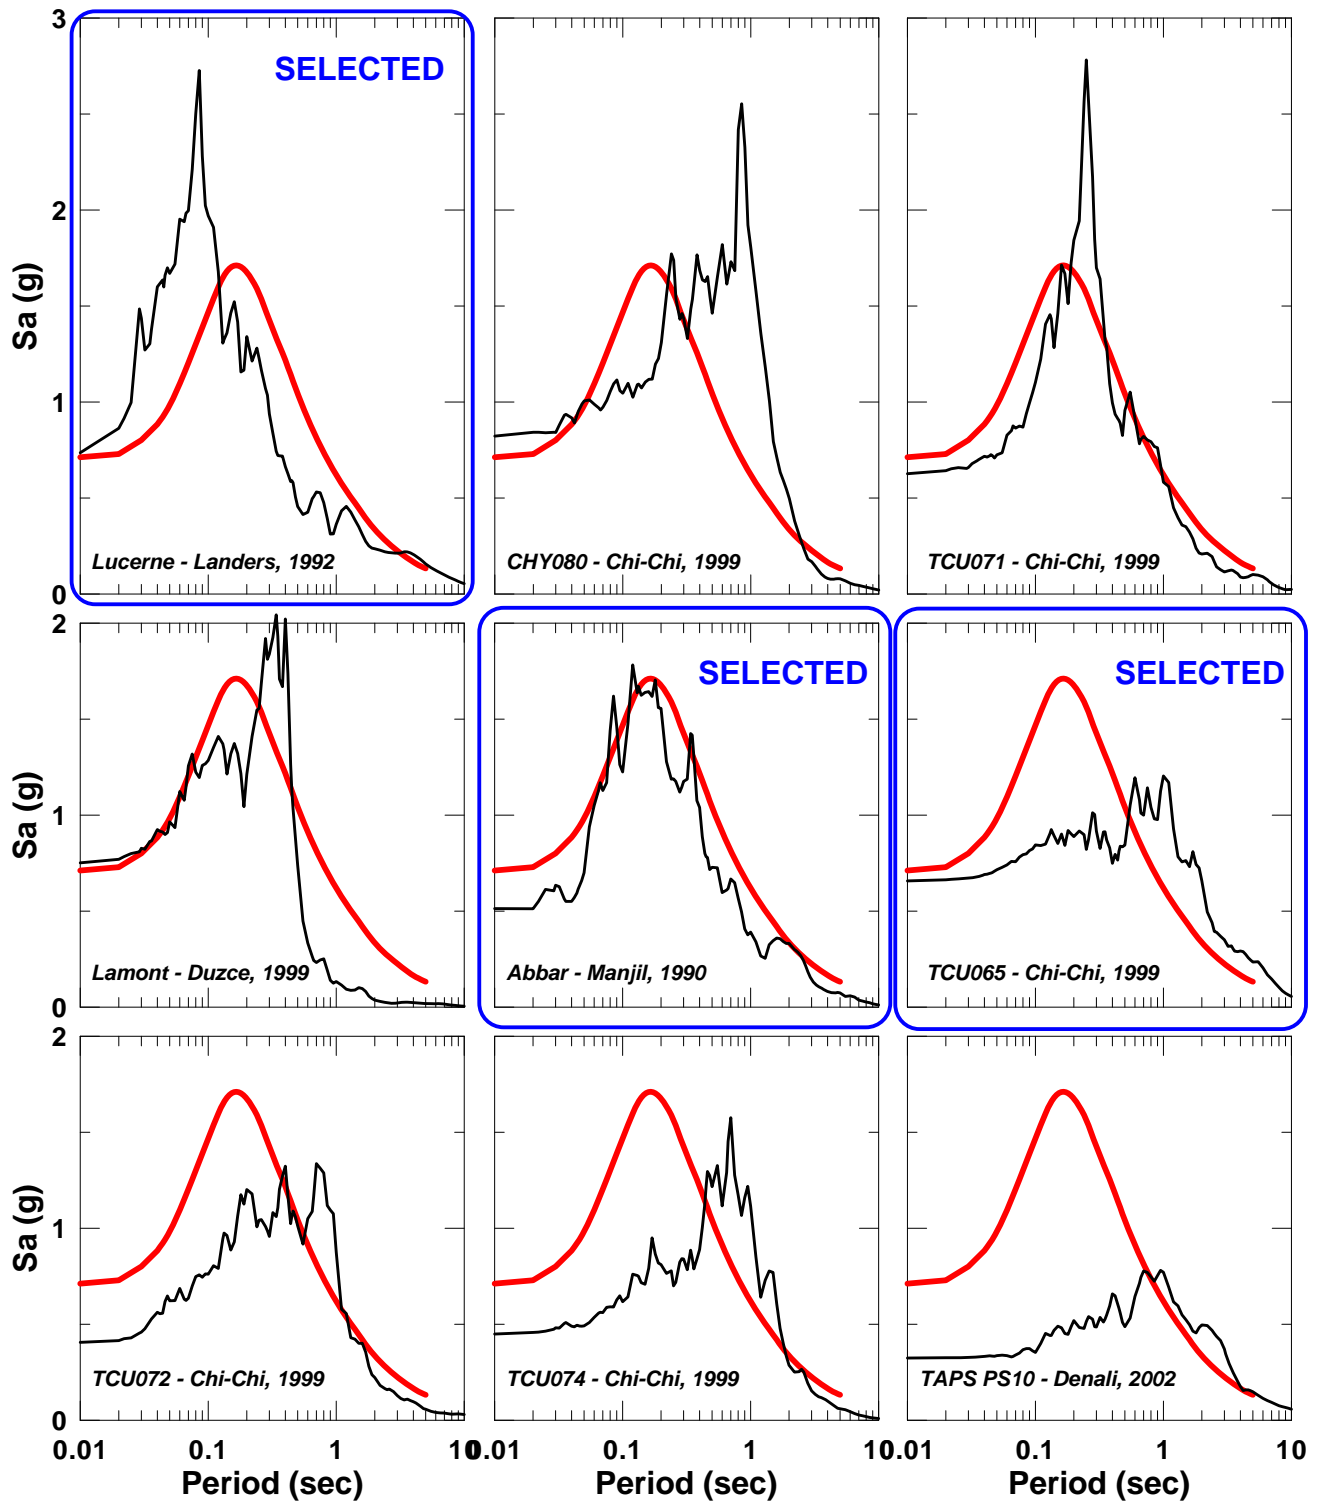 3
2
1
0
Sa (g)
SELECTED
Lucerne - Landers, 1992
CHY080 - Chi-Chi, 1999
TCU071 - Chi-Chi, 1999
2
1
0
Sa (g)
SELECTED
SELECTED
Lamont - Duzce, 1999
Abbar - Manjil, 1990
TCU065 - Chi-Chi, 1999
2
1
0
Sa (g)
TCU072 - Chi-Chi, 1999
TCU074 - Chi-Chi, 1999
TAPS PS10 - Denali, 2002
0.01 0.1 1 10
0.01 0.1 1
0.01 0.1 1 10
Period (sec)
Period (sec)
Period (sec)